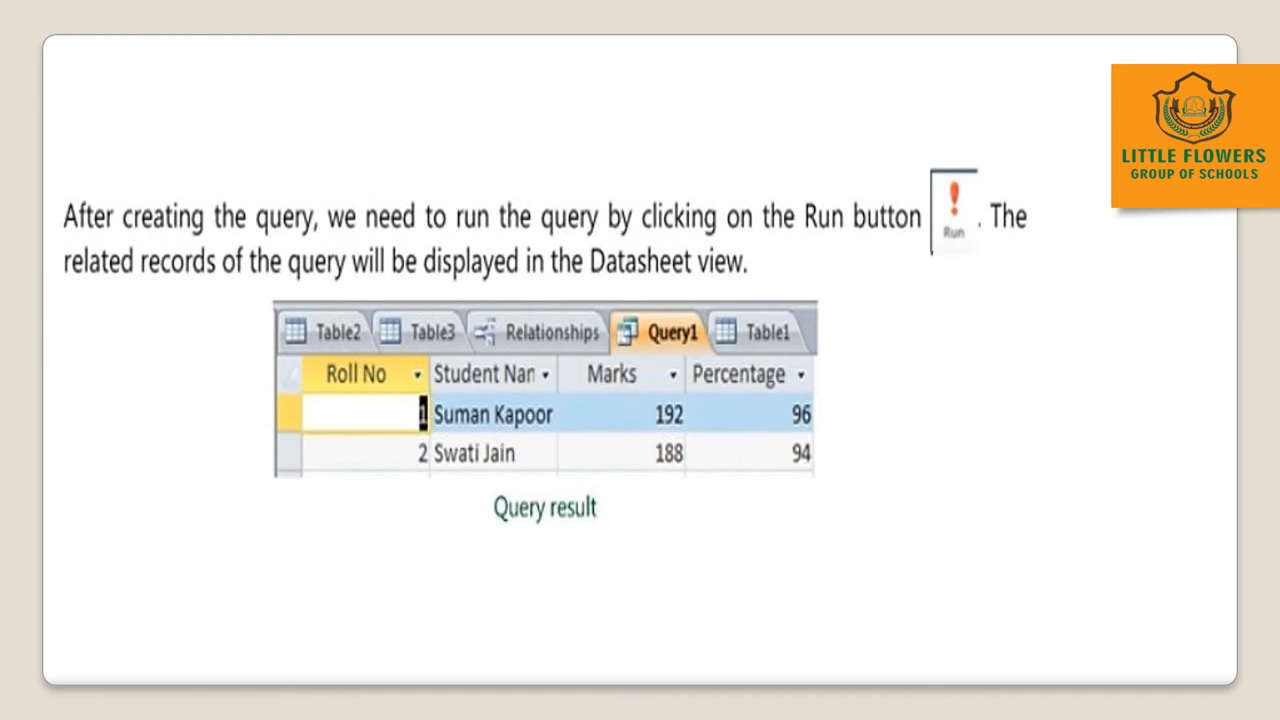 LITTLE FLOWERS
GROUP OF SCHOOLS
After creating the query, we need to run the query by clicking on the Run button Run . The
related records of the query will be displayed in the Datasheet view.
Table2 Table3 Relationships Query1 Table1
Roll No Student Nan Marks Percentage
1 Suman Kapoor 192 96
2 Swati Jain 188 94
Query result